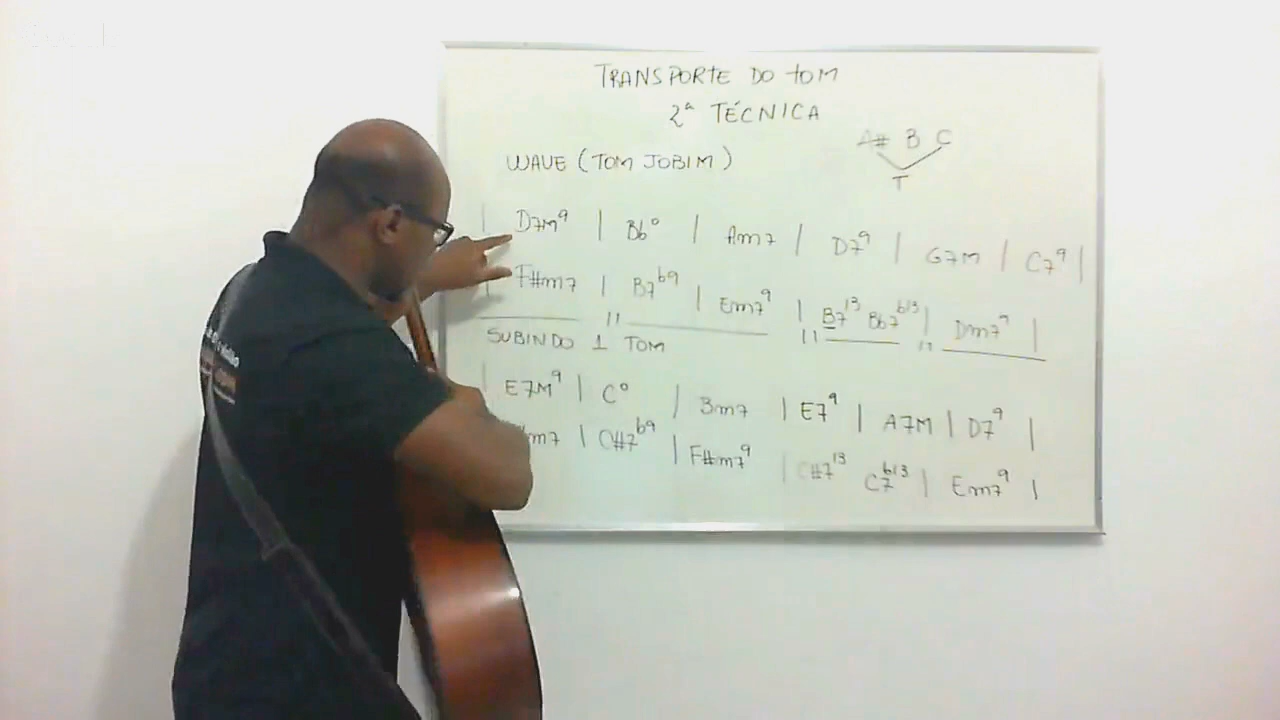 TRANSPORTE DO TOM
2ª TÉCNICA
A# B C
T
WAVE (TOM JOBIM)
| D7M⁹ | Bb° | Am7 | D7⁹ | G7M | C7⁹ |
| F#m7 | B7ᵇ⁹ | Em7⁹ | B7¹³ Bb7ᵇ¹³ | Dm7⁹ |
SUBINDO 1 TOM
| E7M⁹ | C° | Bm7 | E7⁹ | A7M | D7⁹ |
m7 | C#7ᵇ⁹ | F#m7⁹ | C#7¹³ C7ᵇ¹³ | Em7⁹ |